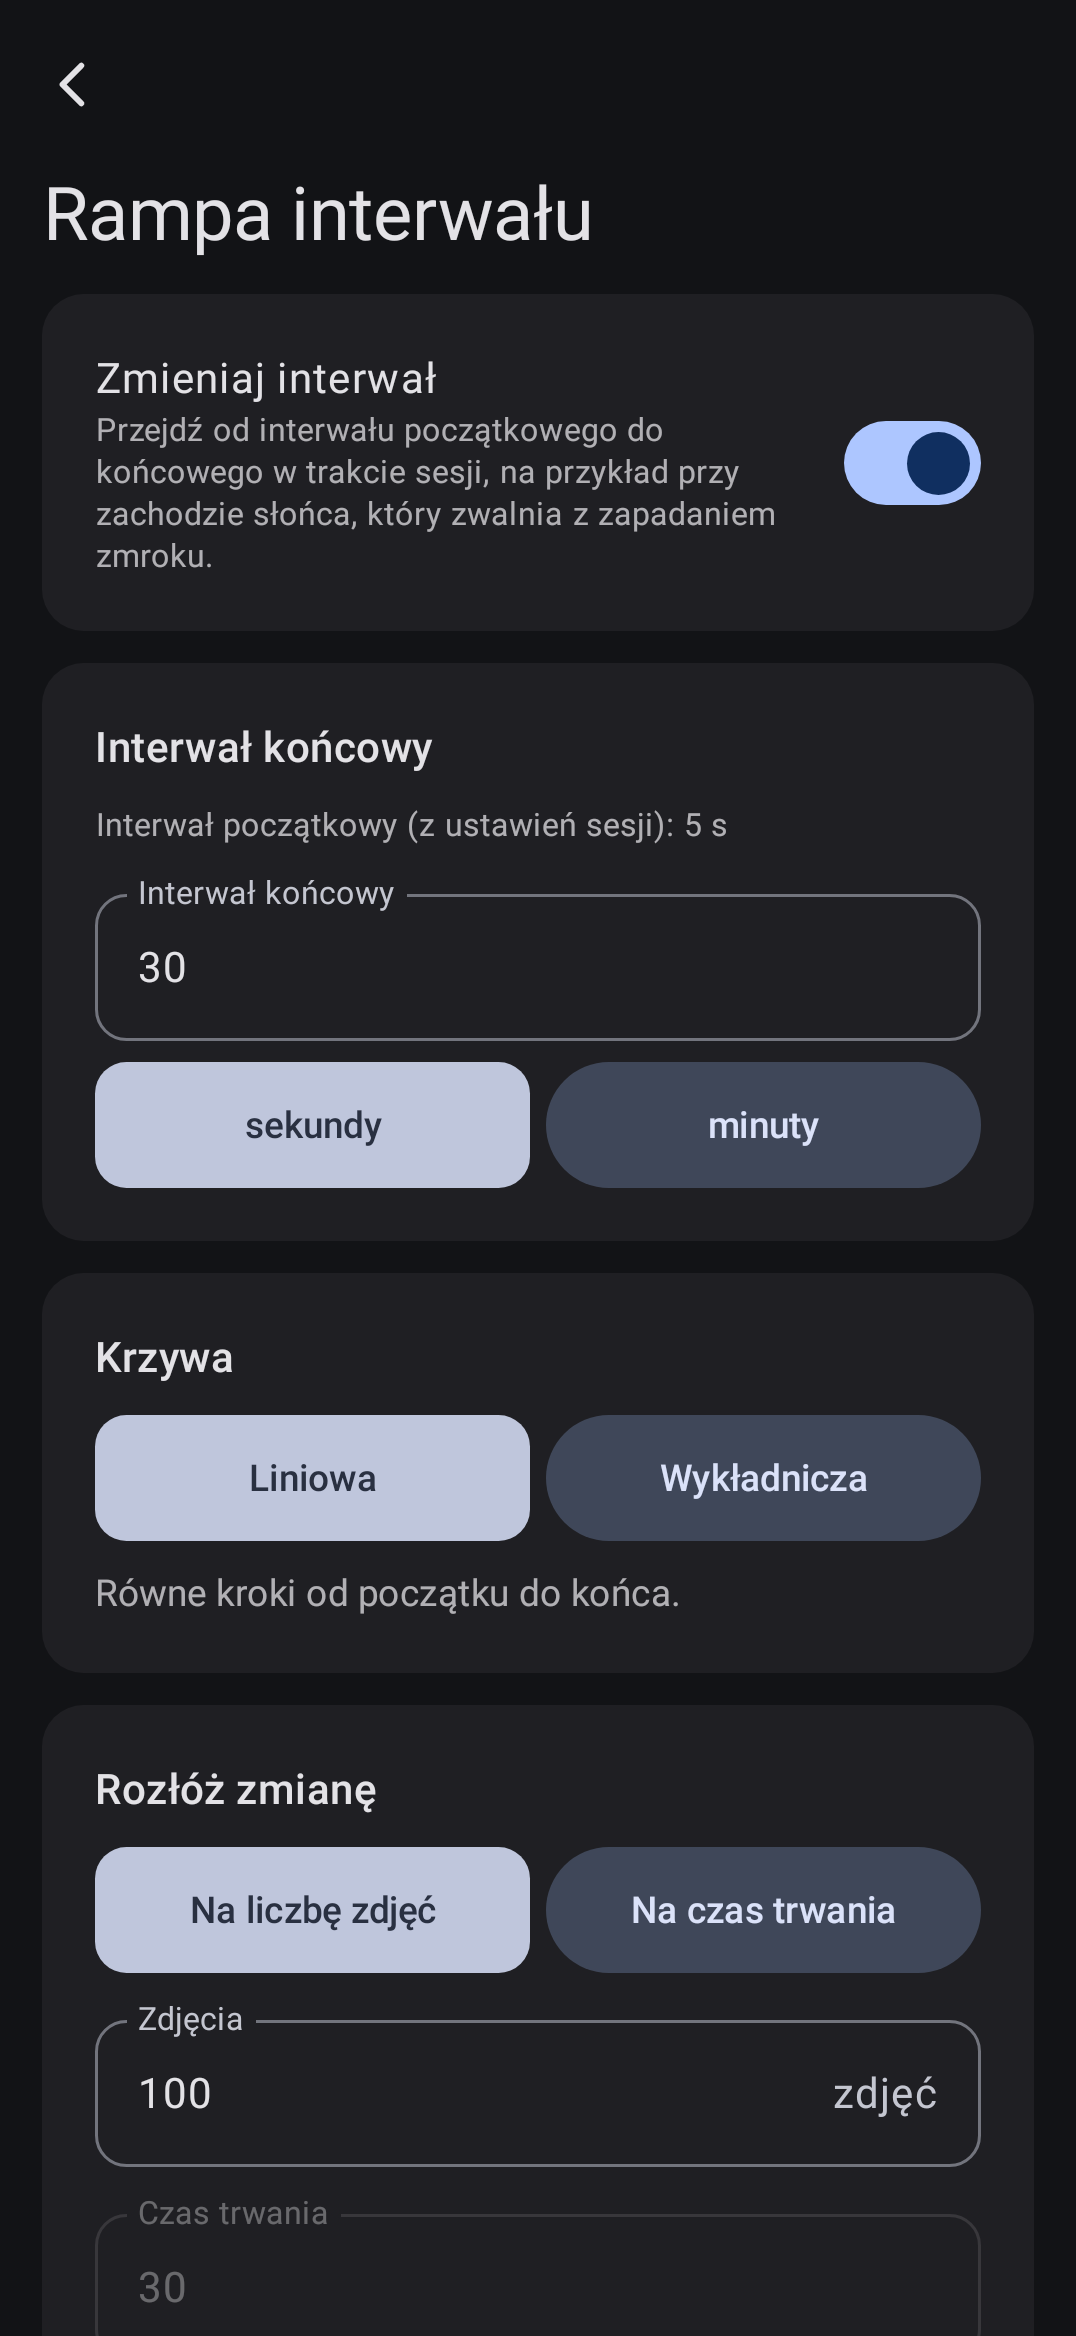 Rampa interwału
Zmieniaj interwał
Przejdź od interwału początkowego do
końcowego w trakcie sesji, na przykład przy
zachodzie słońca, który zwalnia z zapadaniem
zmroku.
Interwał końcowy
Interwał początkowy (z ustawień sesji): 5 s
Interwał końcowy
30
sekundy
minuty
Krzywa
Liniowa
Wykładnicza
Równe kroki od początku do końca.
Rozłóż zmianę
Na liczbę zdjęć
Na czas trwania
Zdjęcia
100 zdjęć
Czas trwania
30